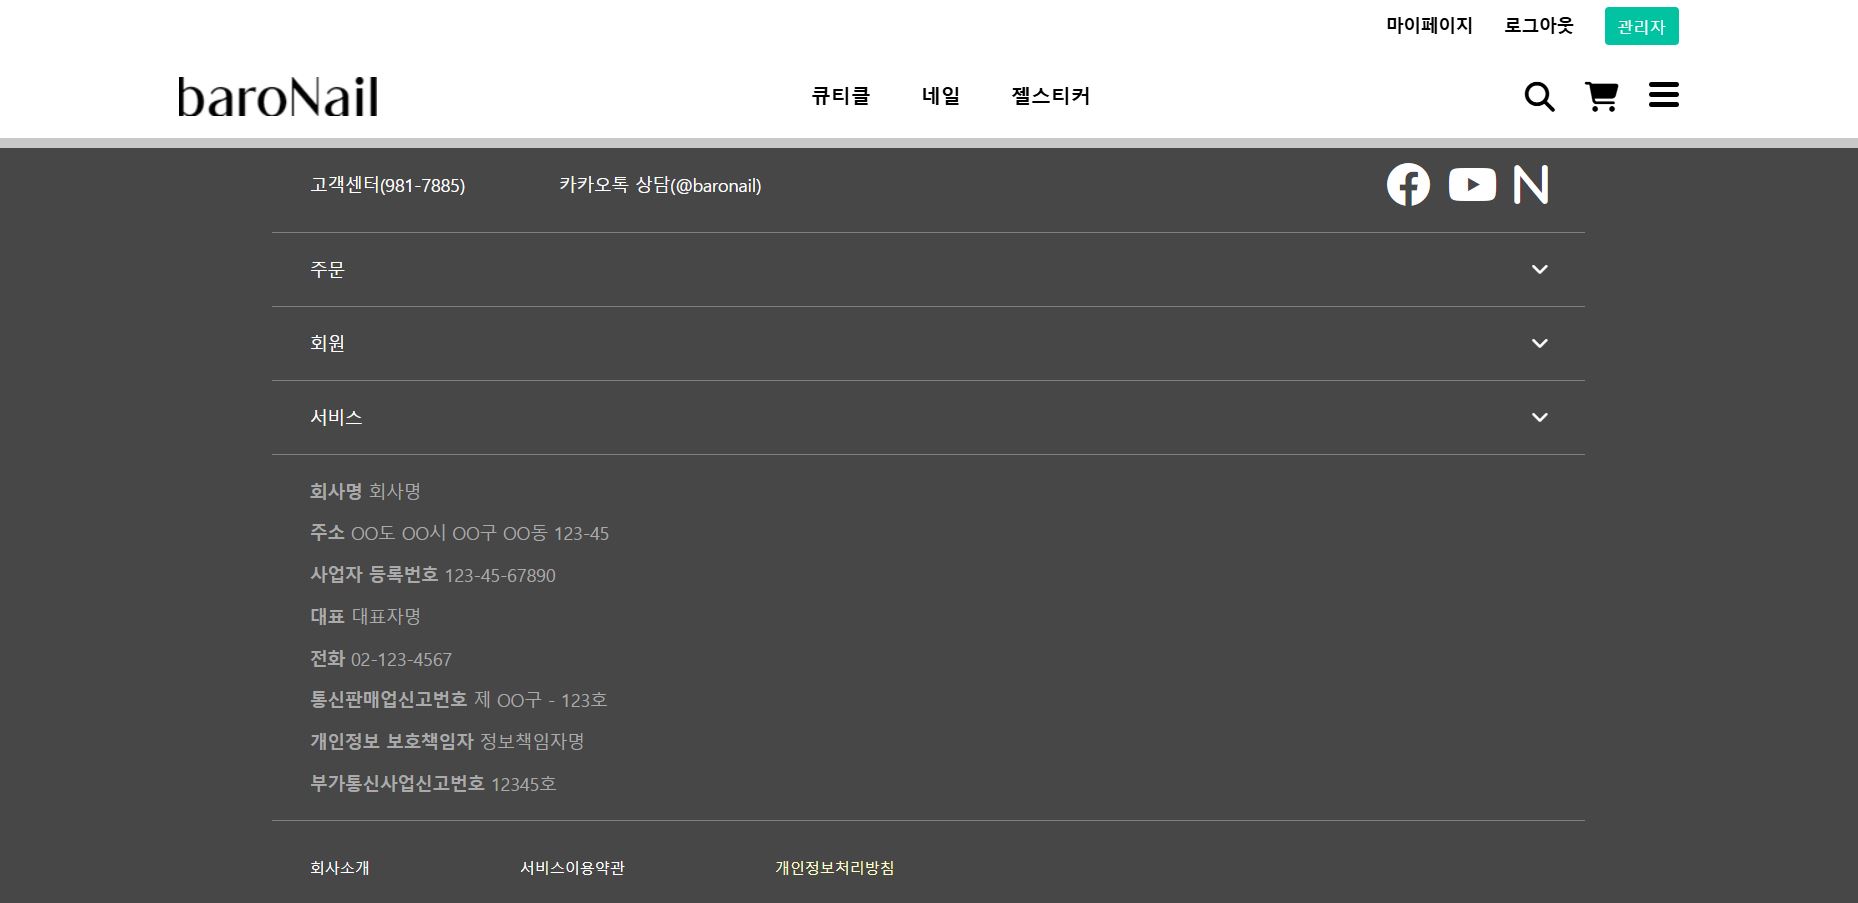 마이페이지 로그아웃 관리자
baroNail 큐티클 네일 젤스티커
고객센터(981-7885) 카카오톡 상담(@baronail) N
주문
회원
서비스
회사명 회사명
주소 OO도 OO시 OO구 OO동 123-45
사업자 등록번호 123-45-67890
대표 대표자명
전화 02-123-4567
통신판매업신고번호 제 OO구 - 123호
개인정보 보호책임자 정보책임자명
부가통신사업신고번호 12345호
회사소개 서비스이용약관 개인정보처리방침